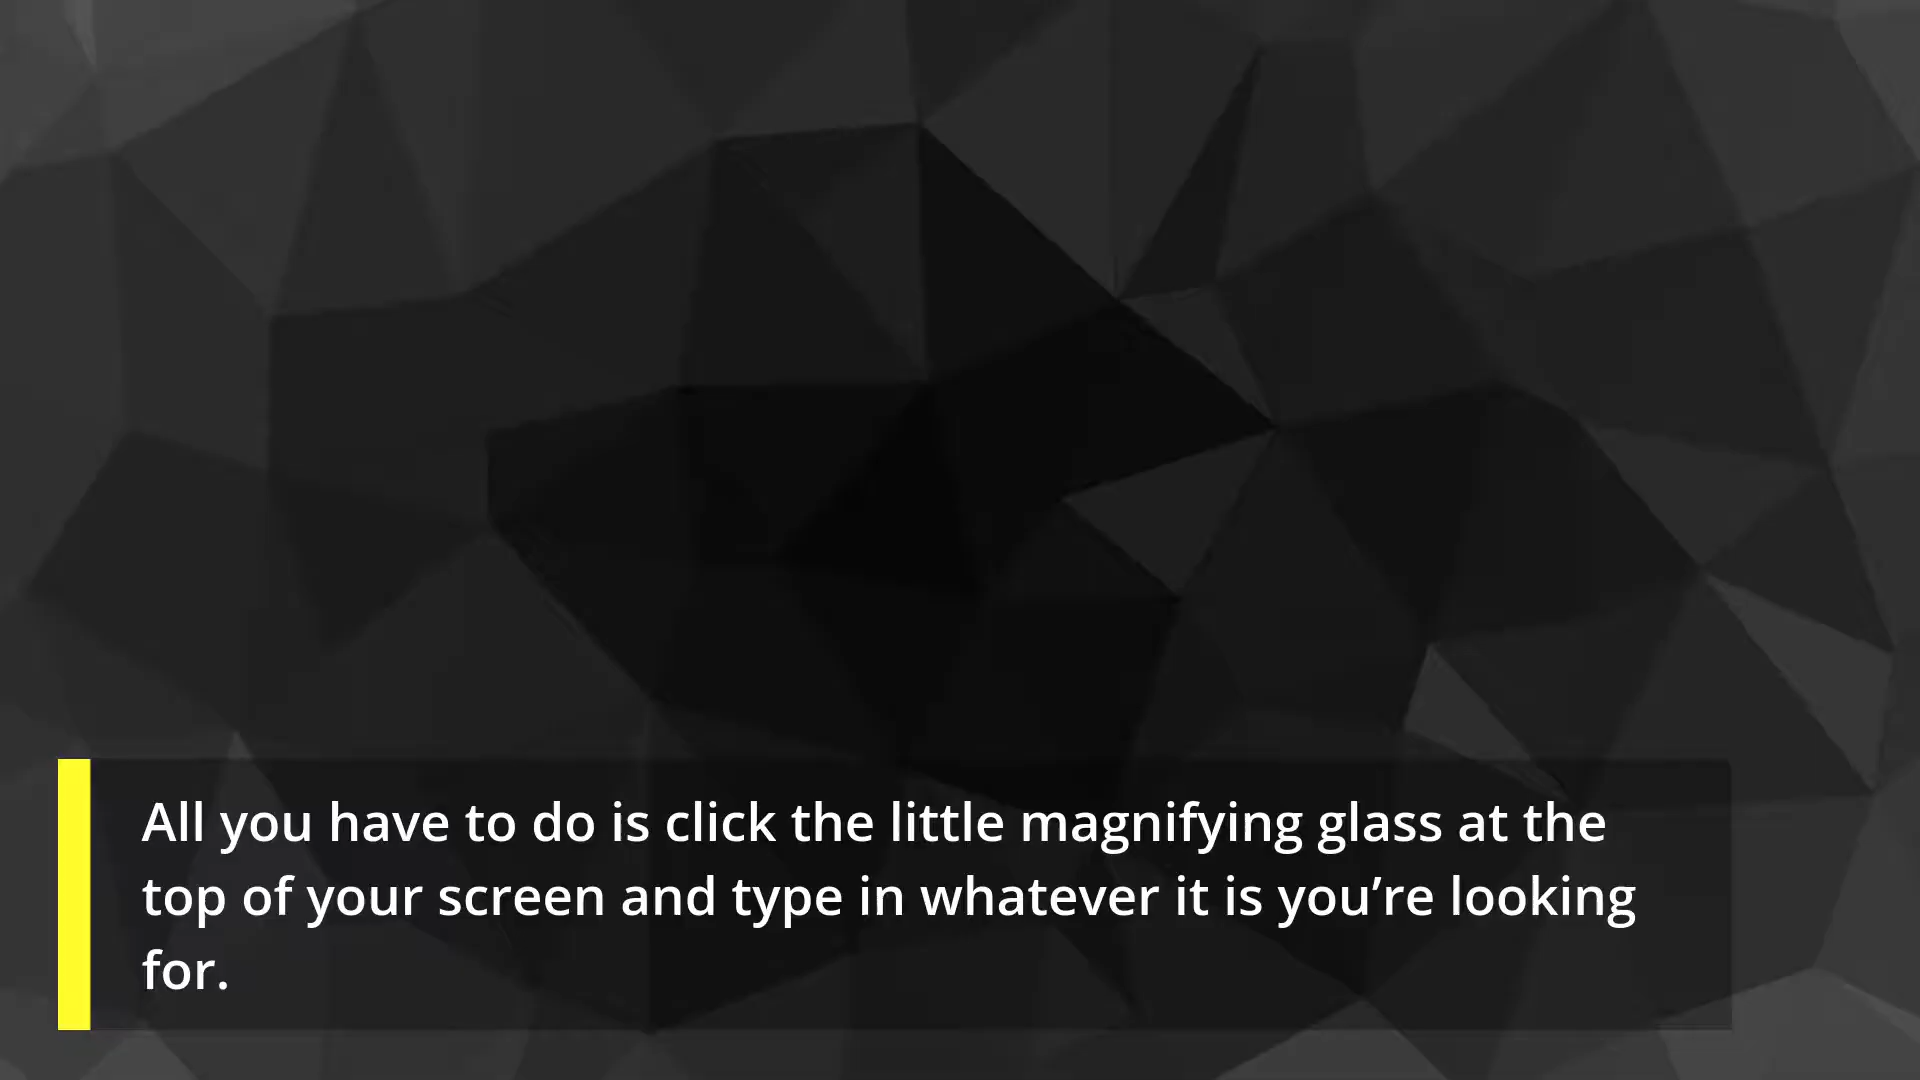 All you have to do is click the little magnifying glass at the
top of your screen and type in whatever it is you’re looking
for.